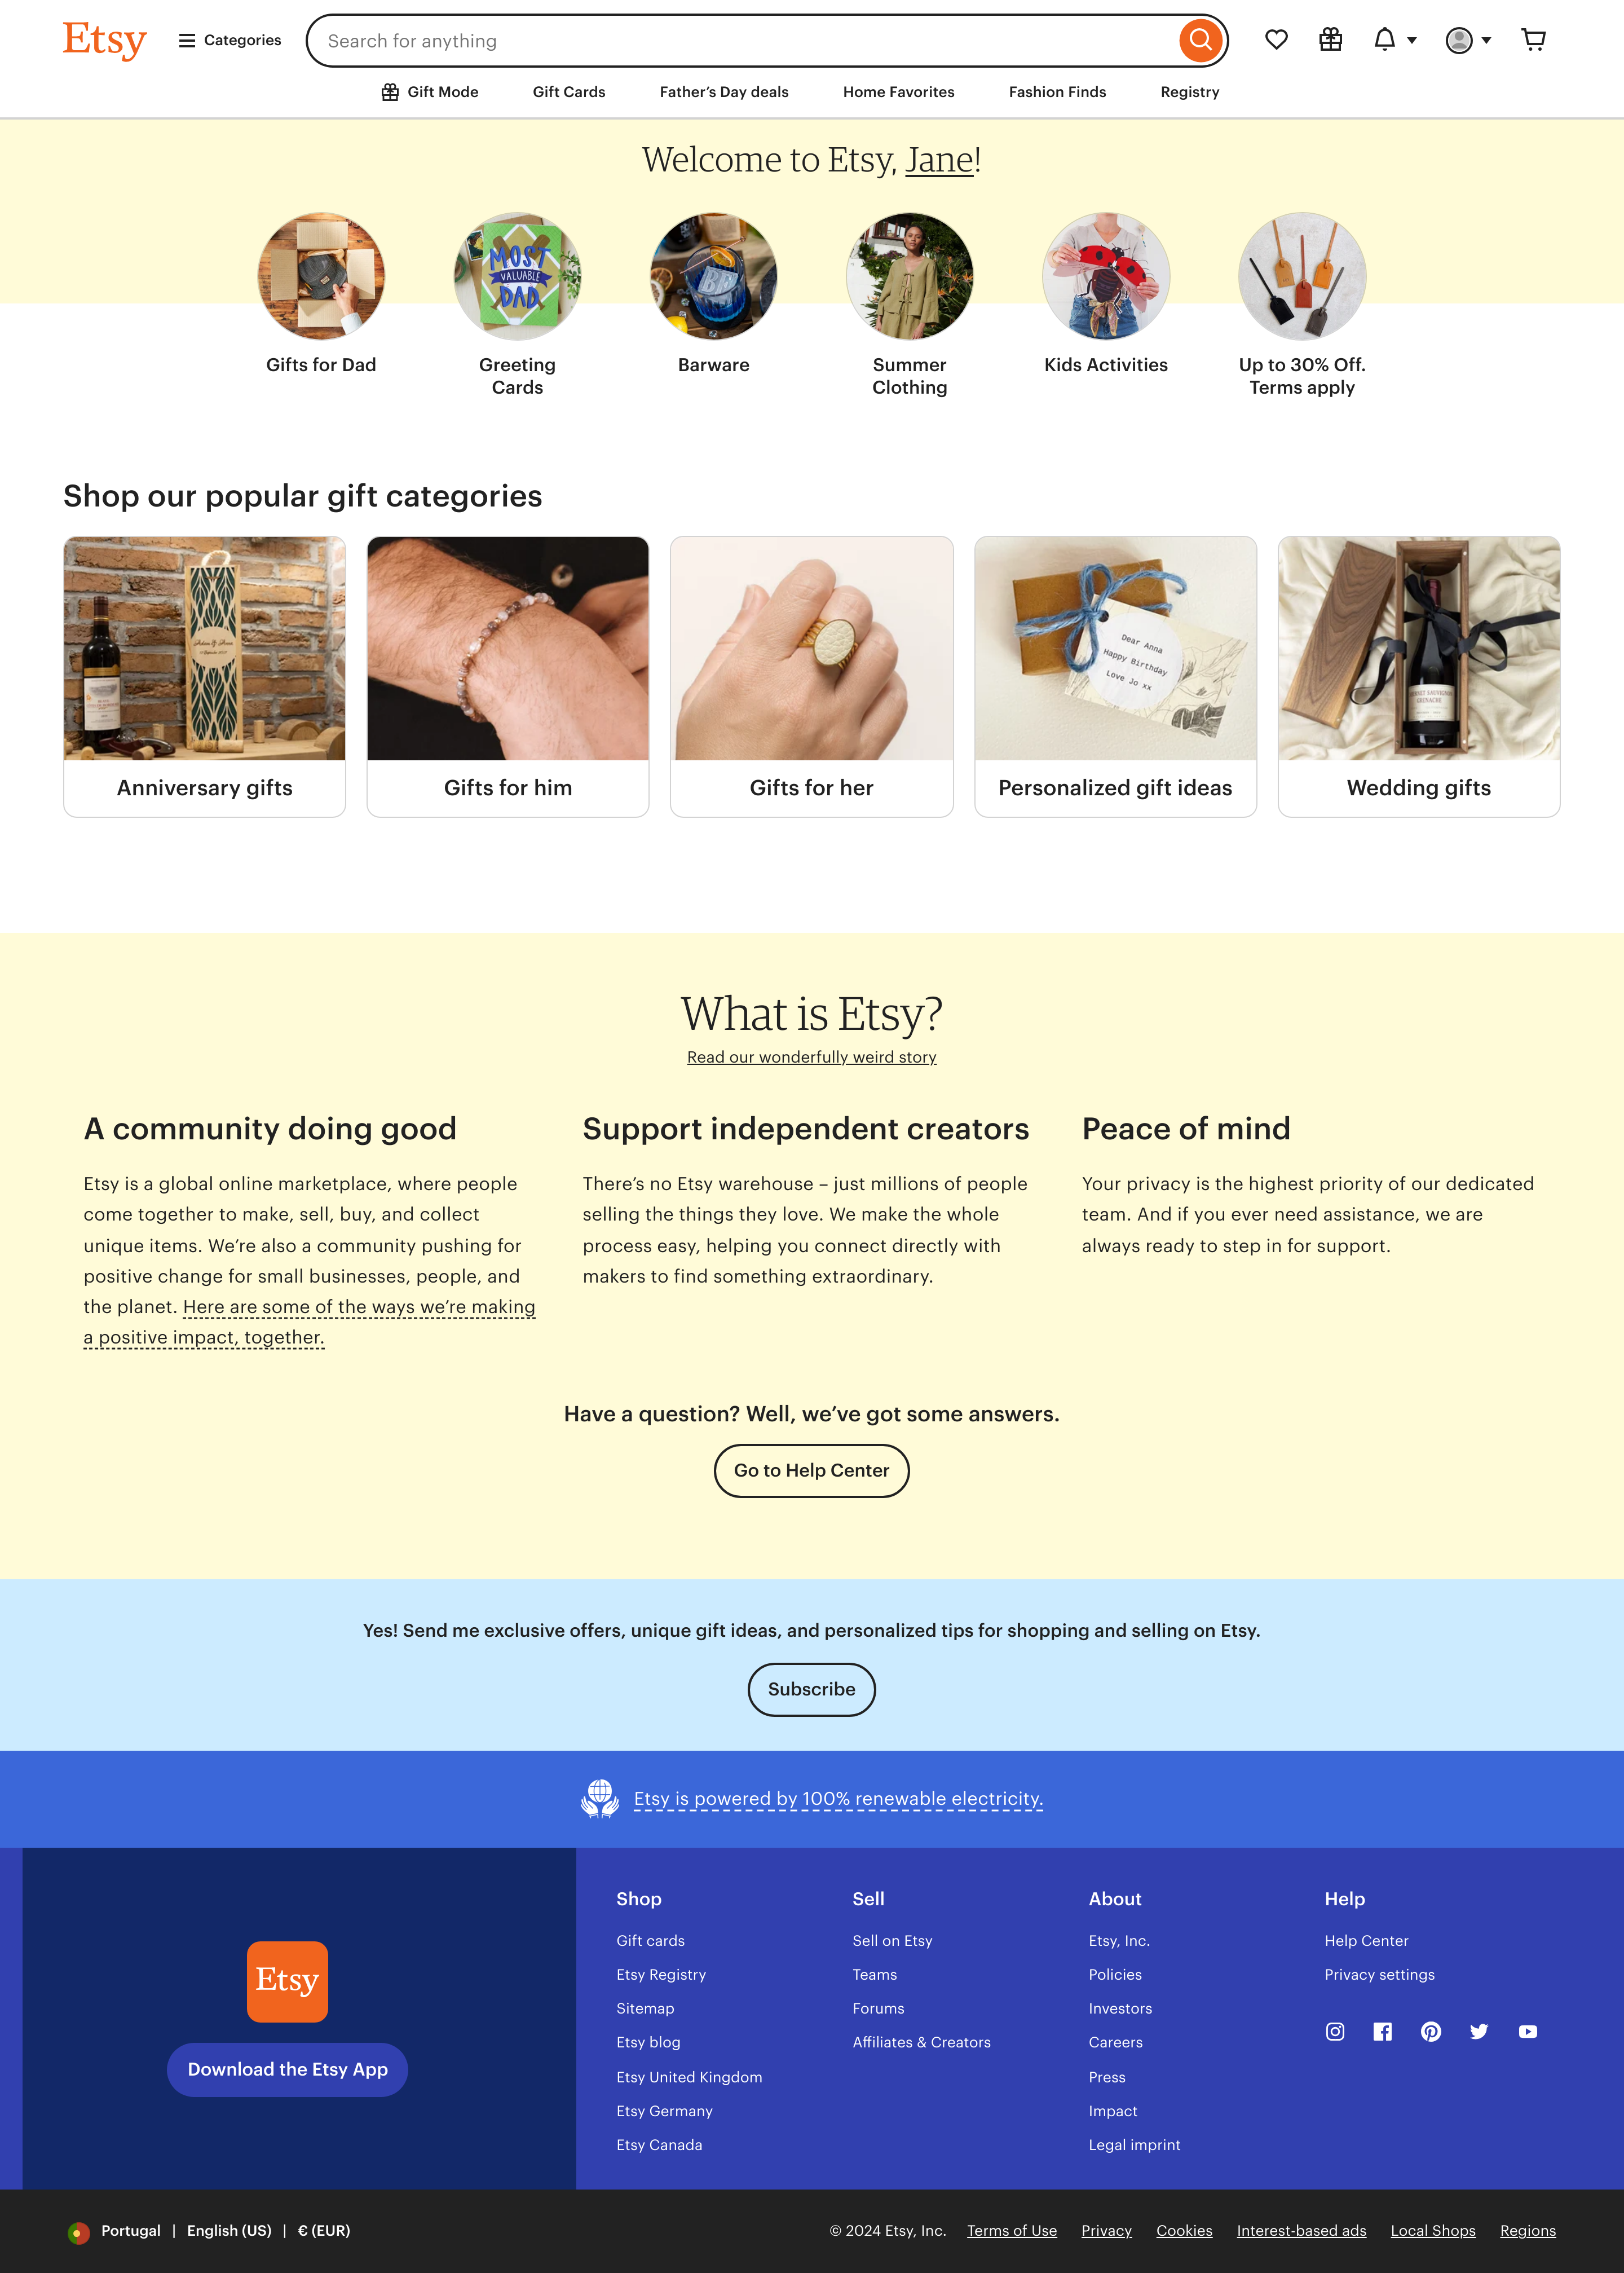 Etsy
Categories
Search for anything
Gift Mode
Gift Cards
Father’s Day deals
Home Favorites
Fashion Finds
Registry
Welcome to Etsy, Jane!
MOST
VALUABLE
DAD
Gifts for Dad
Greeting
Cards
Barware
Summer
Clothing
Kids Activities
Up to 30% Off.
Terms apply
Shop our popular gift categories
Dear Anna
Happy Birthday
Love Jo xx
Anniversary gifts
Gifts for him
Gifts for her
Personalized gift ideas
Wedding gifts
What is Etsy?
Read our wonderfully weird story
A community doing good
Etsy is a global online marketplace, where people
come together to make, sell, buy, and collect
unique items. We’re also a community pushing for
positive change for small businesses, people, and
the planet. Here are some of the ways we’re making
a positive impact, together.
Support independent creators
There’s no Etsy warehouse – just millions of people
selling the things they love. We make the whole
process easy, helping you connect directly with
makers to find something extraordinary.
Peace of mind
Your privacy is the highest priority of our dedicated
team. And if you ever need assistance, we are
always ready to step in for support.
Have a question? Well, we’ve got some answers.
Go to Help Center
Yes! Send me exclusive offers, unique gift ideas, and personalized tips for shopping and selling on Etsy.
Subscribe
Etsy is powered by 100% renewable electricity.
Etsy
Download the Etsy App
Shop
Gift cards
Etsy Registry
Sitemap
Etsy blog
Etsy United Kingdom
Etsy Germany
Etsy Canada
Sell
Sell on Etsy
Teams
Forums
Affiliates & Creators
About
Etsy, Inc.
Policies
Investors
Careers
Press
Impact
Legal imprint
Help
Help Center
Privacy settings
Portugal | English (US) | € (EUR)
© 2024 Etsy, Inc. Terms of Use Privacy Cookies Interest-based ads Local Shops Regions